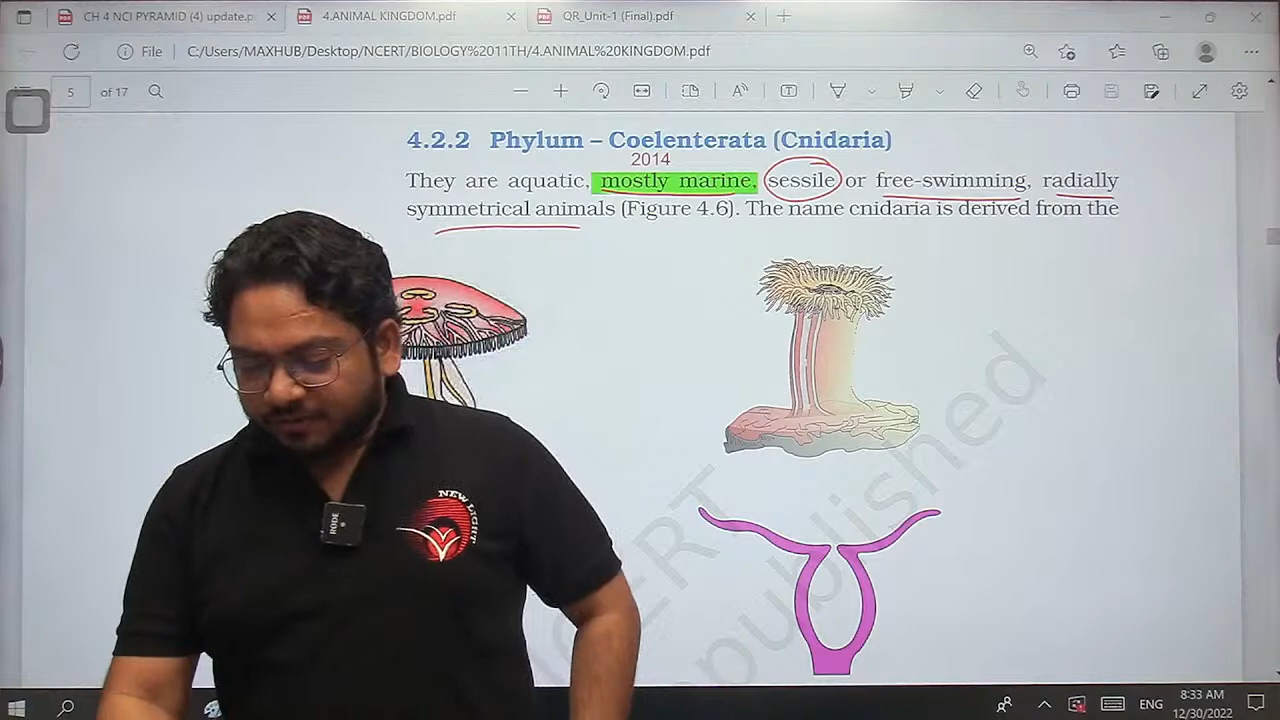 CH 4 NCI PYRAMID (4) update.p
4.ANIMAL KINGDOM.pdf
QR_Unit-1 (Final).pdf
File
C:/Users/MAXHUB/Desktop/NCERT/BIOLOGY%2011TH/4.ANIMAL%20KINGDOM.pdf
5 of 17
4.2.2 Phylum – Coelenterata (Cnidaria)
2014
They are aquatic, mostly marine, sessile or free-swimming, radially
symmetrical animals (Figure 4.6). The name cnidaria is derived from the
NCERT
published
NEW LIGHT
RODE
ENG
8:33 AM
12/30/2022